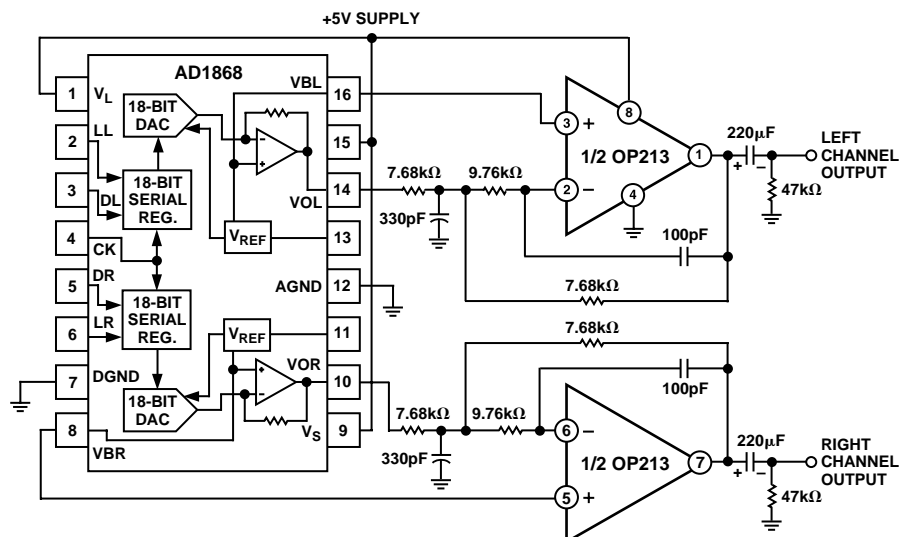 +5V SUPPLY
AD1868
1
VL
2
LL
3
DL
4
CK
5
DR
6
LR
7
DGND
8
VBR
18-BIT
DAC
18-BIT
SERIAL
REG.
18-BIT
SERIAL
REG.
18-BIT
DAC
VBL
16
15
14
VOL
VREF
13
AGND
12
VREF
11
VOR
10
VS
9
+
–
+
–
7.68kΩ
330pF
9.76kΩ
3
+
2
–
1/2 OP213
8
4
1
100pF
7.68kΩ
220µF
+
–
47kΩ
LEFT
CHANNEL
OUTPUT
7.68kΩ
100pF
7.68kΩ
330pF
9.76kΩ
6
–
5
+
1/2 OP213
7
220µF
+
–
47kΩ
RIGHT
CHANNEL
OUTPUT